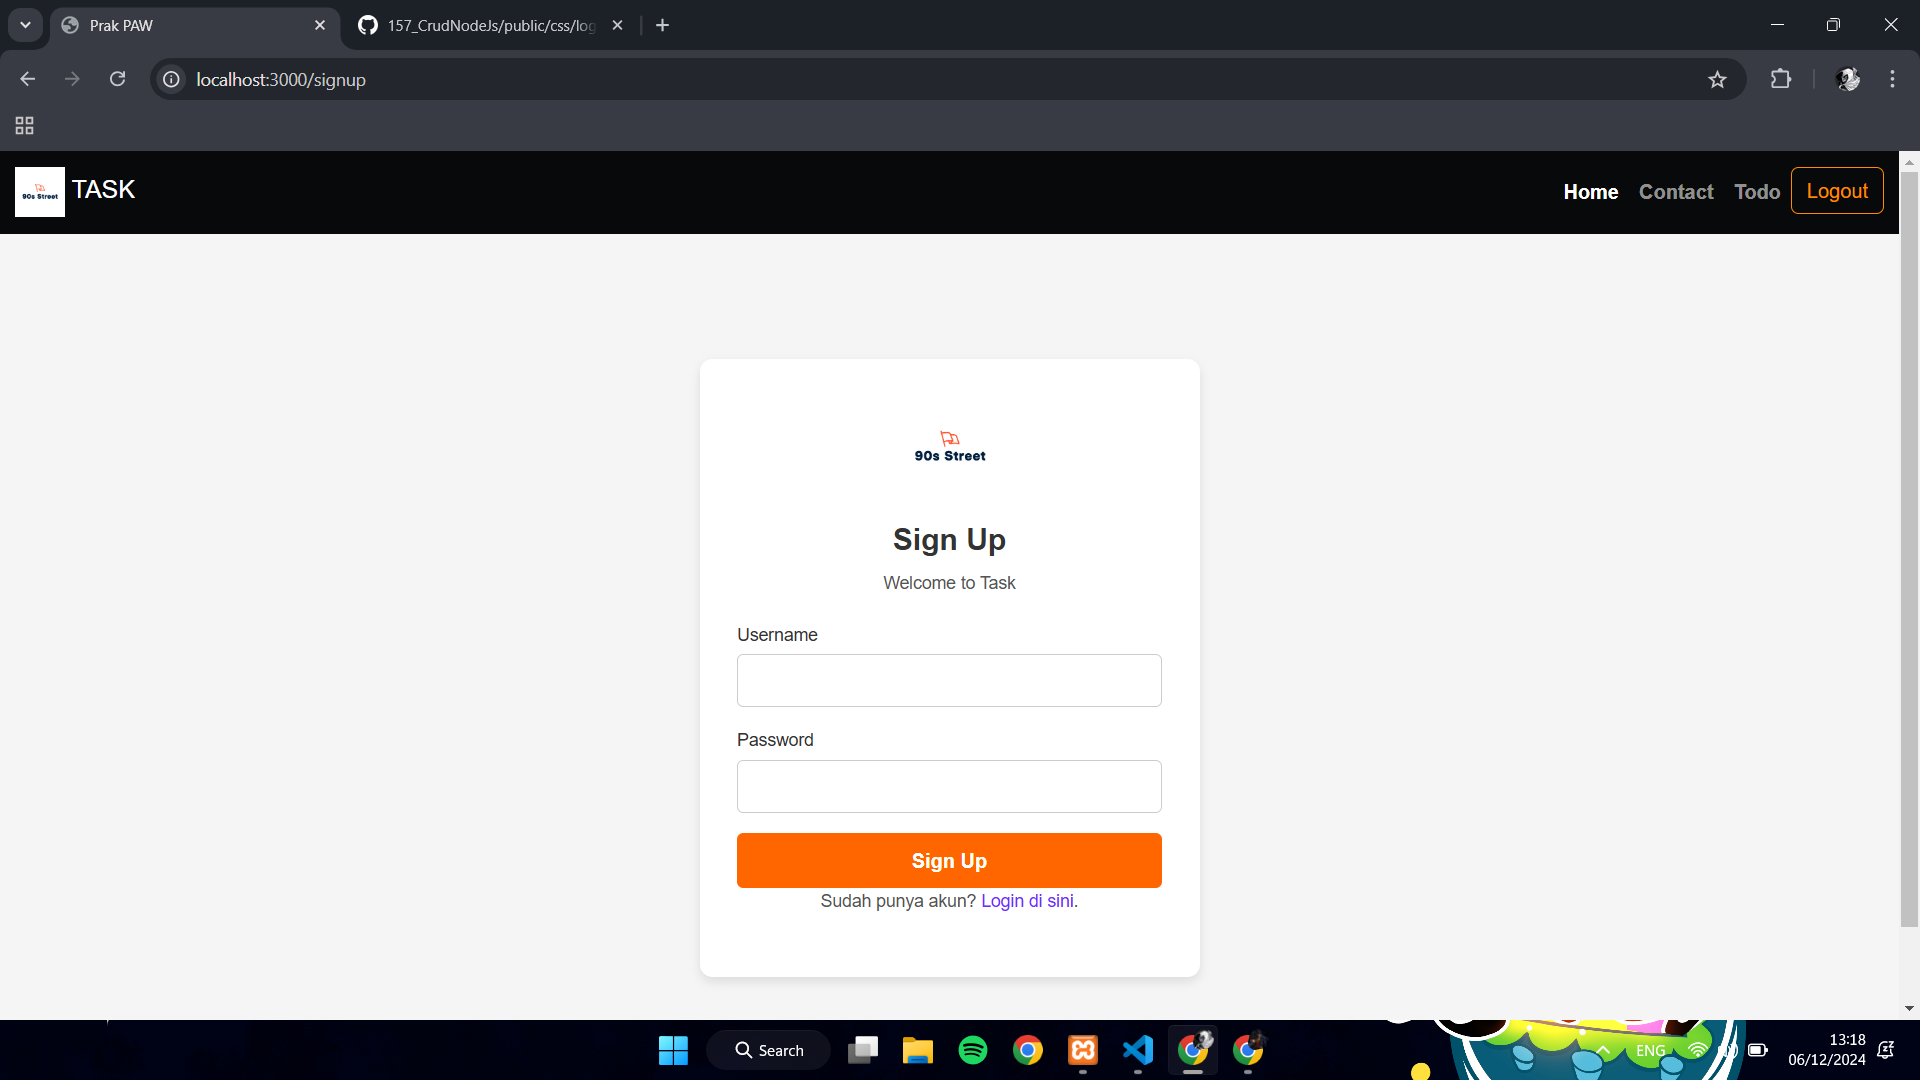 Prak PAW
157_CrudNodeJs/public/css/log
localhost:3000/signup
90s Street
TASK
Home
Contact
Todo
Logout
90s Street
Sign Up
Welcome to Task
Username
Password
Sign Up
Sudah punya akun? Login di sini.
Search
ENG
13:18
06/12/2024